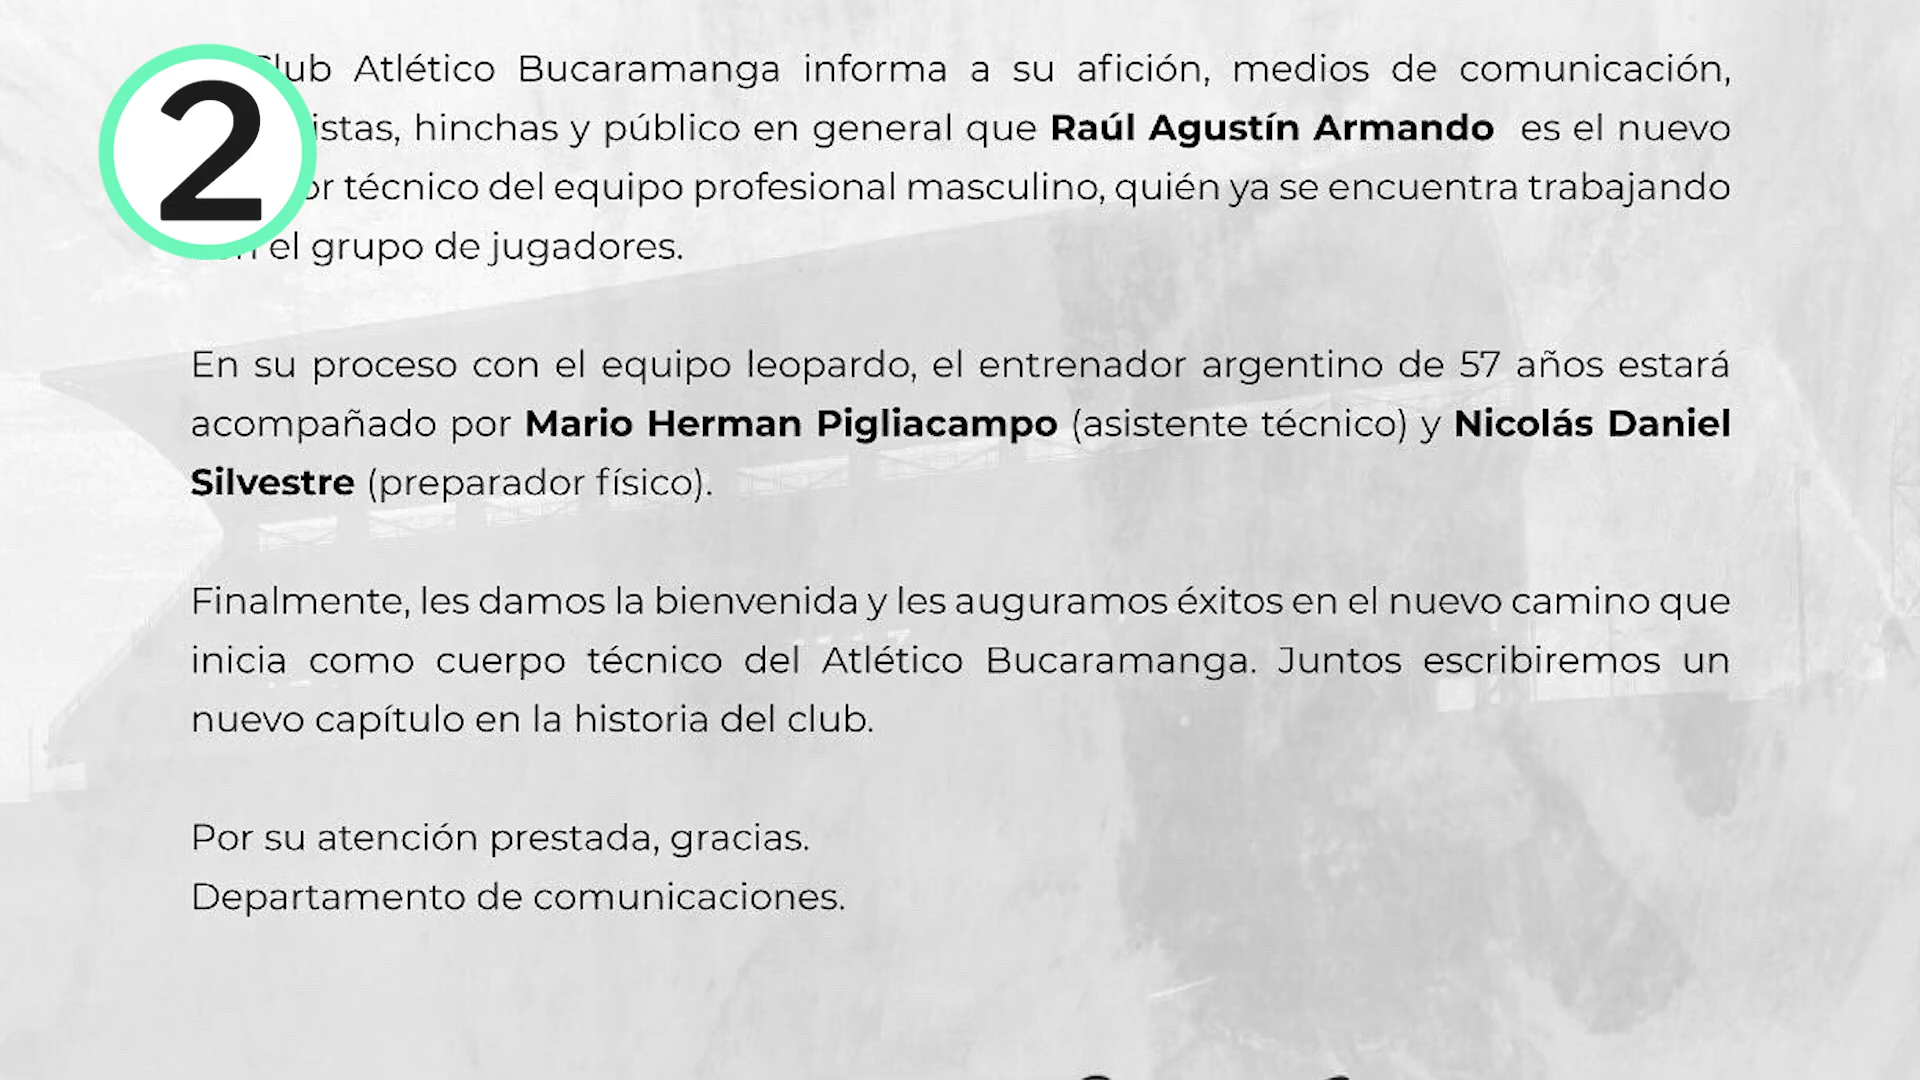 2
Club Atlético Bucaramanga informa a su afición, medios de comunicación,
hinchas y público en general que Raúl Agustín Armando es el nuevo
técnico del equipo profesional masculino, quién ya se encuentra trabajando
el grupo de jugadores.
En su proceso con el equipo leopardo, el entrenador argentino de 57 años estará
acompañado por Mario Herman Pigliacampo (asistente técnico) y Nicolás Daniel
Silvestre (preparador físico).
Finalmente, les damos la bienvenida y les auguramos éxitos en el nuevo camino que
inicia como cuerpo técnico del Atlético Bucaramanga. Juntos escribiremos un
nuevo capítulo en la historia del club.
Por su atención prestada, gracias.
Departamento de comunicaciones.